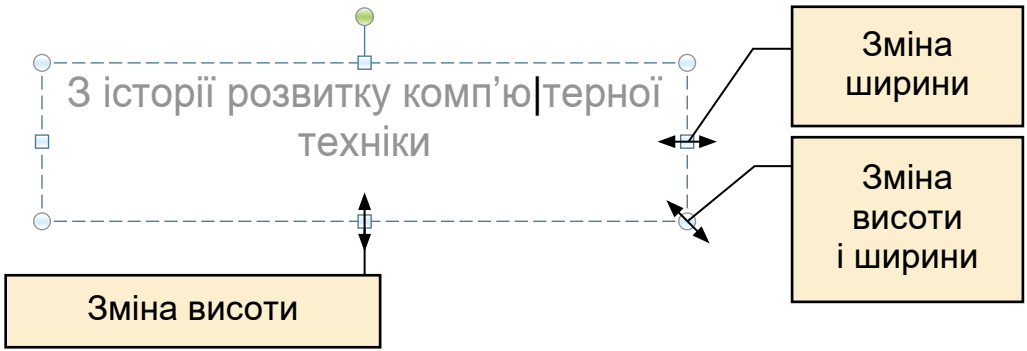 З історії розвитку комп’ютерної
техніки
Зміна
ширини
Зміна
висоти
і ширини
Зміна висоти